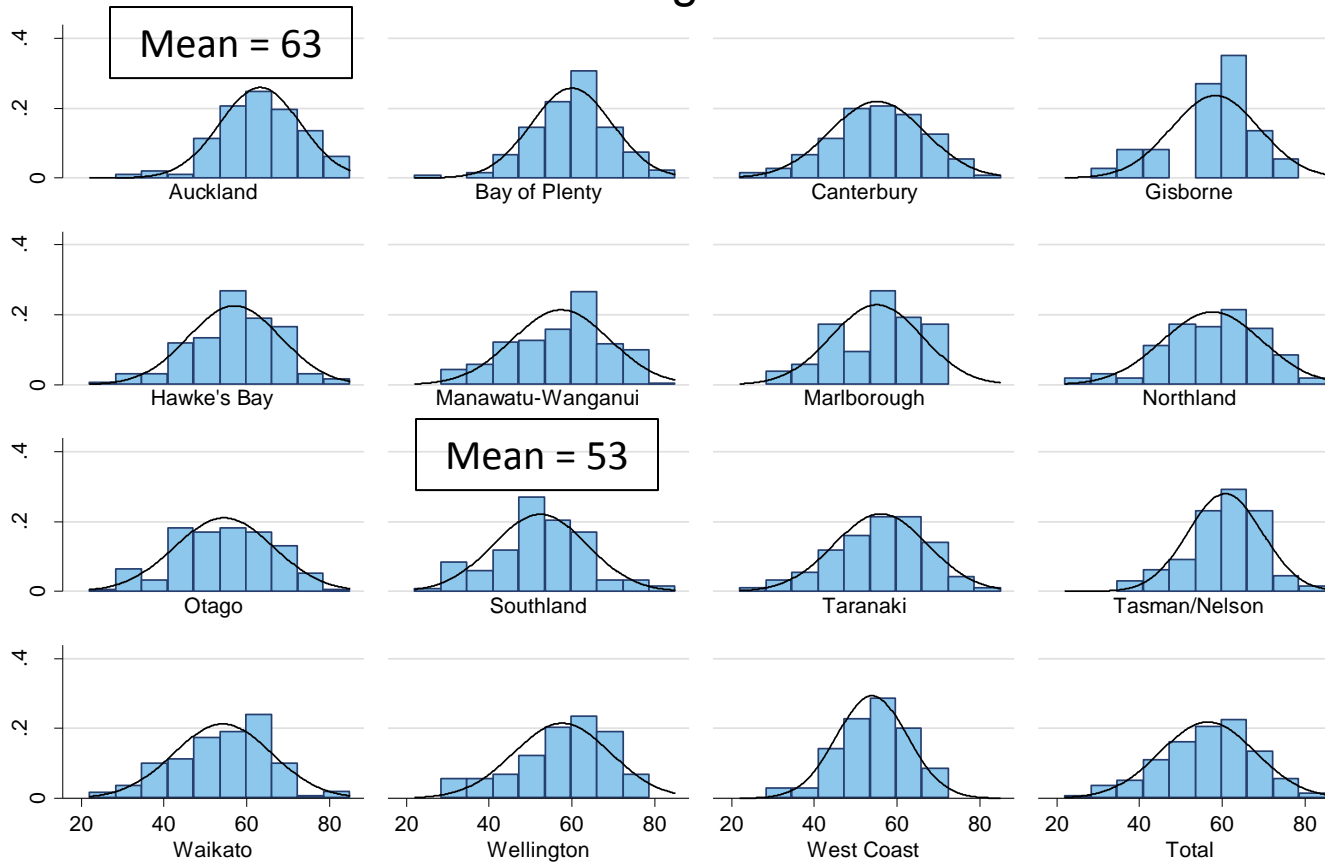 Mean = 63
.4
.2
0
Auckland
Bay of Plenty
Canterbury
Gisborne
.4
.2
0
Hawke's Bay
Manawatu-Wanganui
Marlborough
Northland
Mean = 53
.4
.2
0
Otago
Southland
Taranaki
Tasman/Nelson
.4
.2
0
20 40 60 80
20 40 60 80
20 40 60 80
20 40 60 80
Waikato
Wellington
West Coast
Total